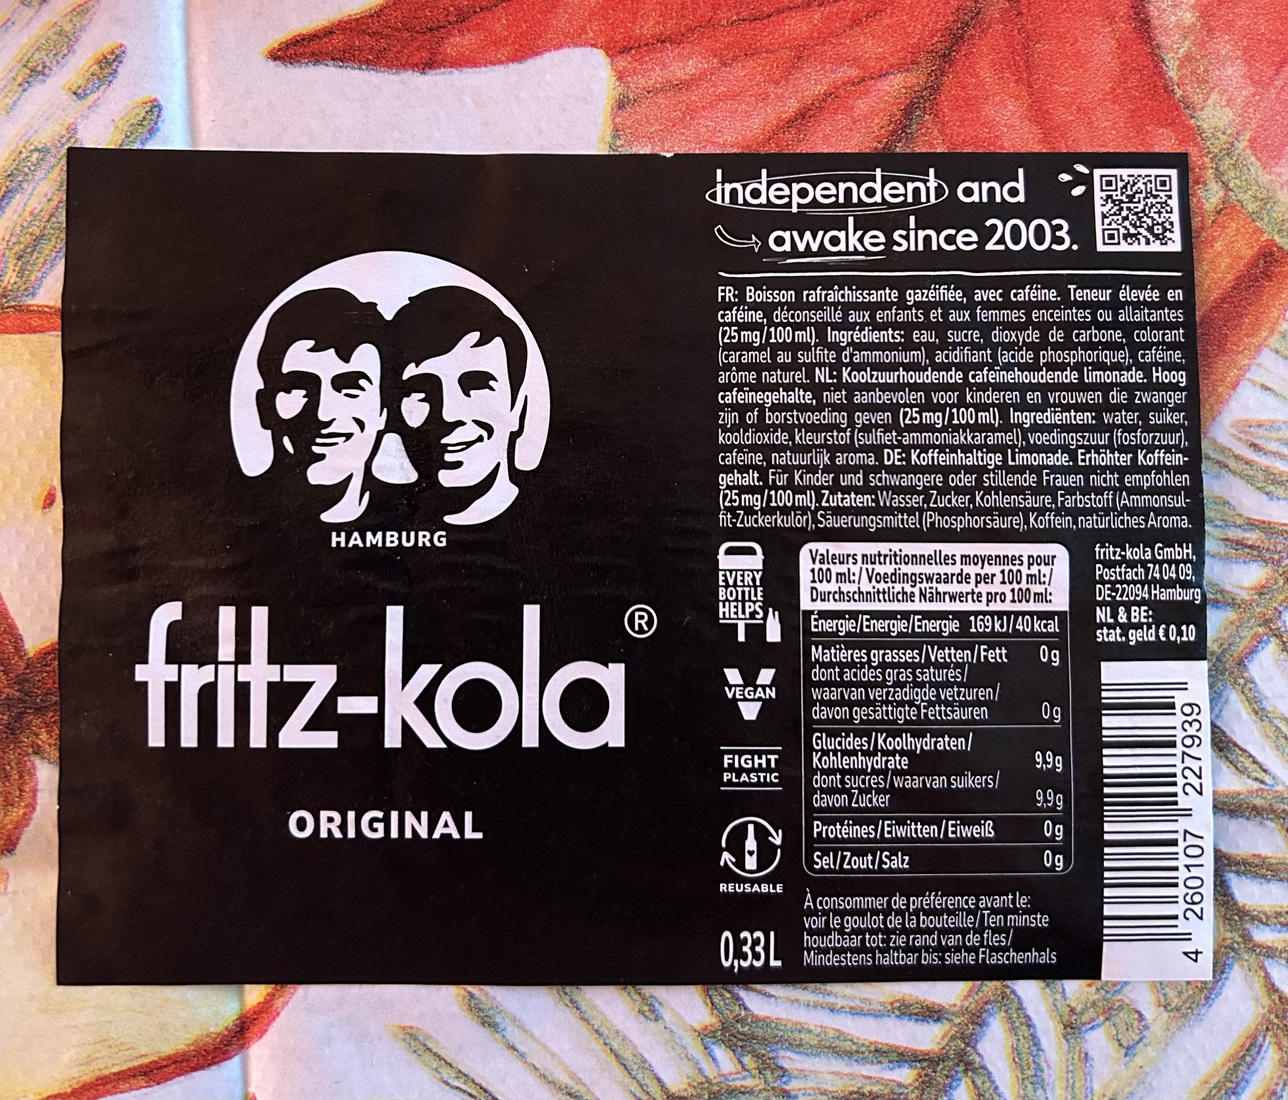 HAMBURG
fritz-kola®
ORIGINAL
independent and
awake since 2003.
FR: Boisson rafraîchissante gazéifiée, avec caféine. Teneur élevée en
caféine, déconseillé aux enfants et aux femmes enceintes ou allaitantes
(25 mg/100 ml). Ingrédients: eau, sucre, dioxyde de carbone, colorant
(caramel au sulfite d'ammonium), acidifiant (acide phosphorique), caféine,
arôme naturel. NL: Koolzuurhoudende cafeïnehoudende limonade. Hoog
cafeïnegehalte, niet aanbevolen voor kinderen en vrouwen die zwanger
zijn of borstvoeding geven (25 mg/100 ml). Ingrediënten: water, suiker,
kooldioxide, kleurstof (sulfiet-ammoniakkaramel), voedingszuur (fosforzuur),
cafeïne, natuurlijk aroma. DE: Koffeinhaltige Limonade. Erhöhter Koffein-
gehalt. Für Kinder und schwangere oder stillende Frauen nicht empfohlen
(25 mg/100 ml). Zutaten: Wasser, Zucker, Kohlensäure, Farbstoff (Ammonsul-
fit-Zuckerkulör), Säuerungsmittel (Phosphorsäure), Koffein, natürliches Aroma.
EVERY
BOTTLE
HELPS
VEGAN
FIGHT
PLASTIC
REUSABLE
0,33 L
Valeurs nutritionnelles moyennes pour
100 ml:/Voedingswaarde per 100 ml:/
Durchschnittliche Nährwerte pro 100 ml:
Énergie/Energie/Energie 169 kJ/40 kcal
Matières grasses/Vetten/Fett 0 g
dont acides gras saturés/
waarvan verzadigde vetzuren/
davon gesättigte Fettsäuren 0 g
Glucides/Koolhydraten/
Kohlenhydrate 9,9 g
dont sucres/waarvan suikers/
davon Zucker 9,9 g
Protéines/Eiwitten/Eiweiß 0 g
Sel/Zout/Salz 0 g
À consommer de préférence avant le:
voir le goulot de la bouteille/Ten minste
houdbaar tot: zie rand van de fles/
Mindestens haltbar bis: siehe Flaschenhals
fritz-kola GmbH,
Postfach 74 04 09,
DE-22094 Hamburg
NL & BE:
stat. geld € 0,10
4 260107 227939